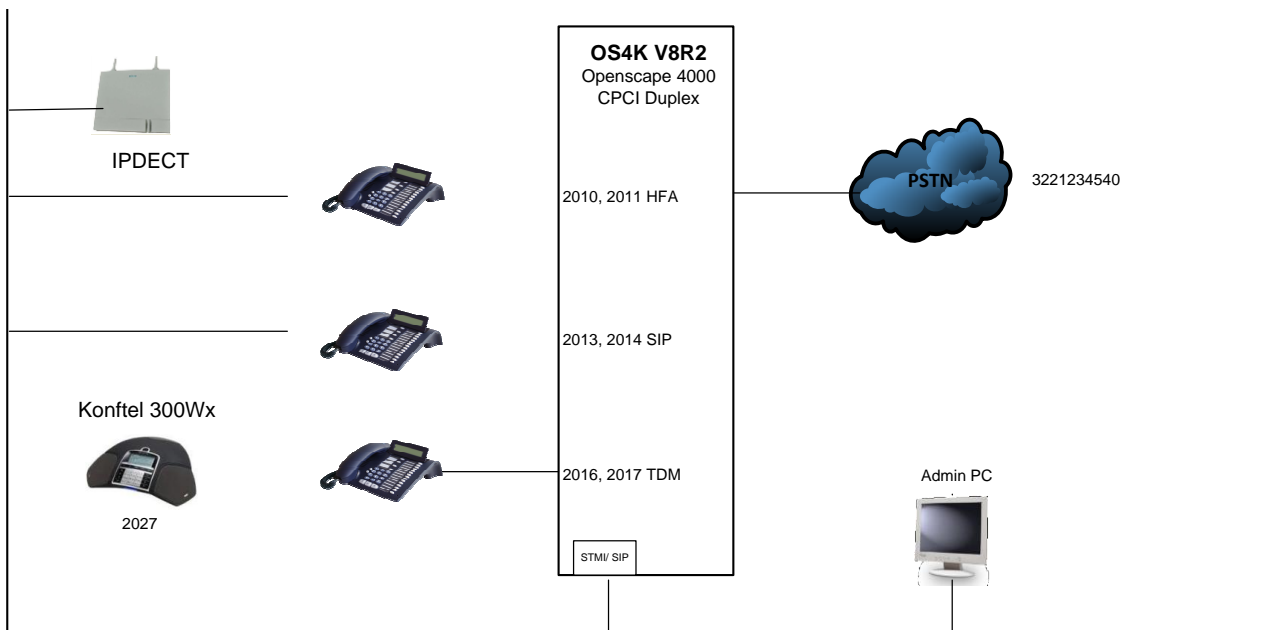 OS4K V8R2
Openscape 4000
CPCI Duplex
IPDECT
2010, 2011 HFA
PSTN
3221234540
2013, 2014 SIP
Konftel 300Wx
2027
2016, 2017 TDM
Admin PC
STMI/ SIP